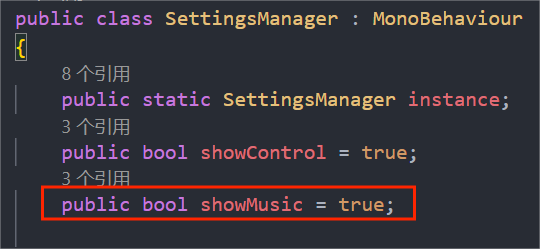 public class SettingsManager : MonoBehaviour
{
8 个引用
public static SettingsManager instance;
3 个引用
public bool showControl = true;
3 个引用
public bool showMusic = true;